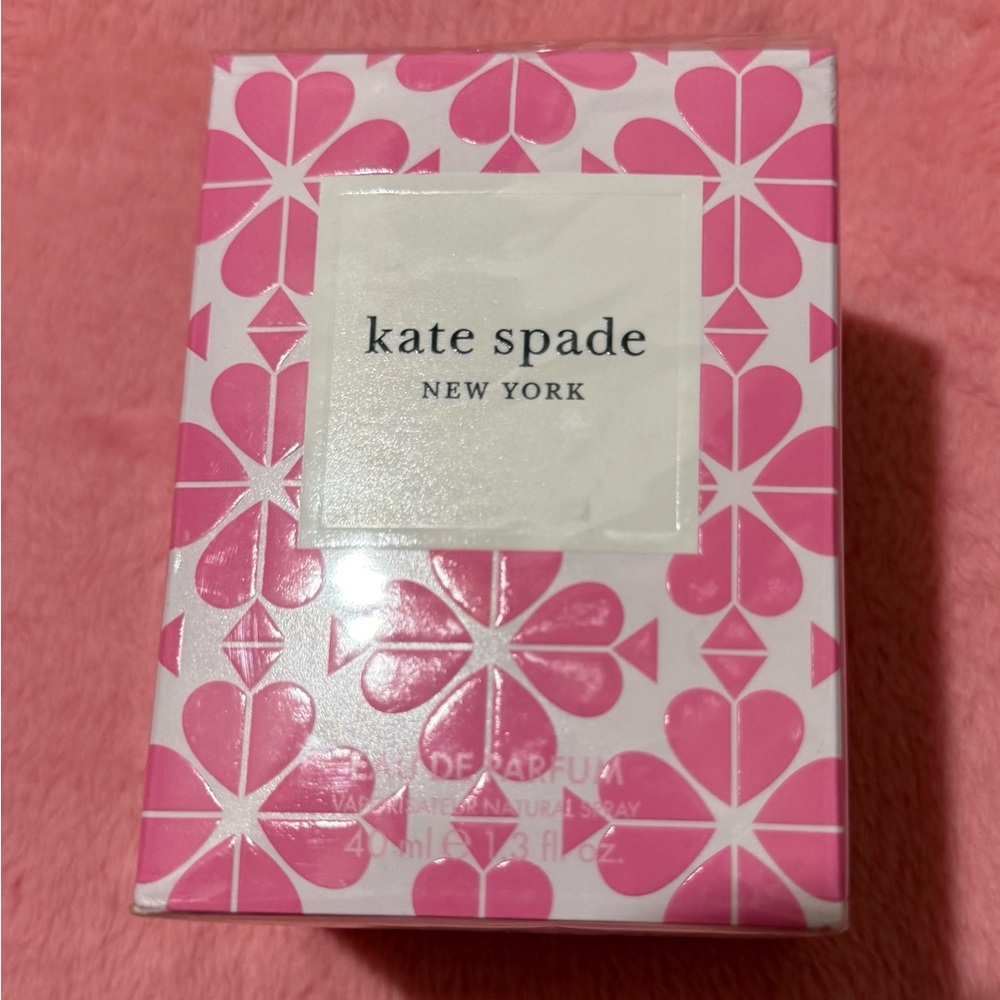 kate spade
NEW YORK
EAU DE PARFUM
VAPORISATEUR NATURAL SPRAY
40 ml ℮ 1.3 fl. oz.